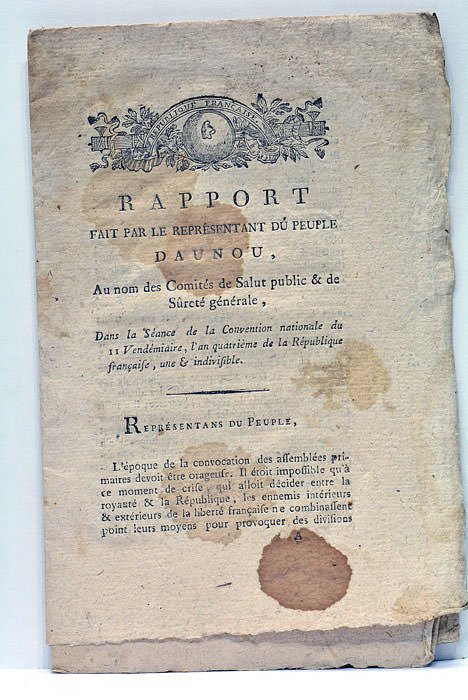 RÉPUBLIQUE FRANÇAISE
RAPPORT
FAIT PAR LE REPRÉSENTANT DU PEUPLE
DAUNOU,
Au nom des Comités de Salut public & de
Sûreté générale,
Dans la Séance de la Convention nationale du
11 Vendémiaire, l'an quatrième de la République
française, une & indivisible.
REPRÉSENTANS DU PEUPLE,
L'époque de la convocation des assemblées pri-
maires devoit être orageuse. Il étoit impossible qu'à
ce moment de crise, qui alloit décider entre la
royauté & la République, les ennemis intérieurs
& extérieurs de la liberté française ne combinassent
point leurs moyens pour provoquer des divisions
A